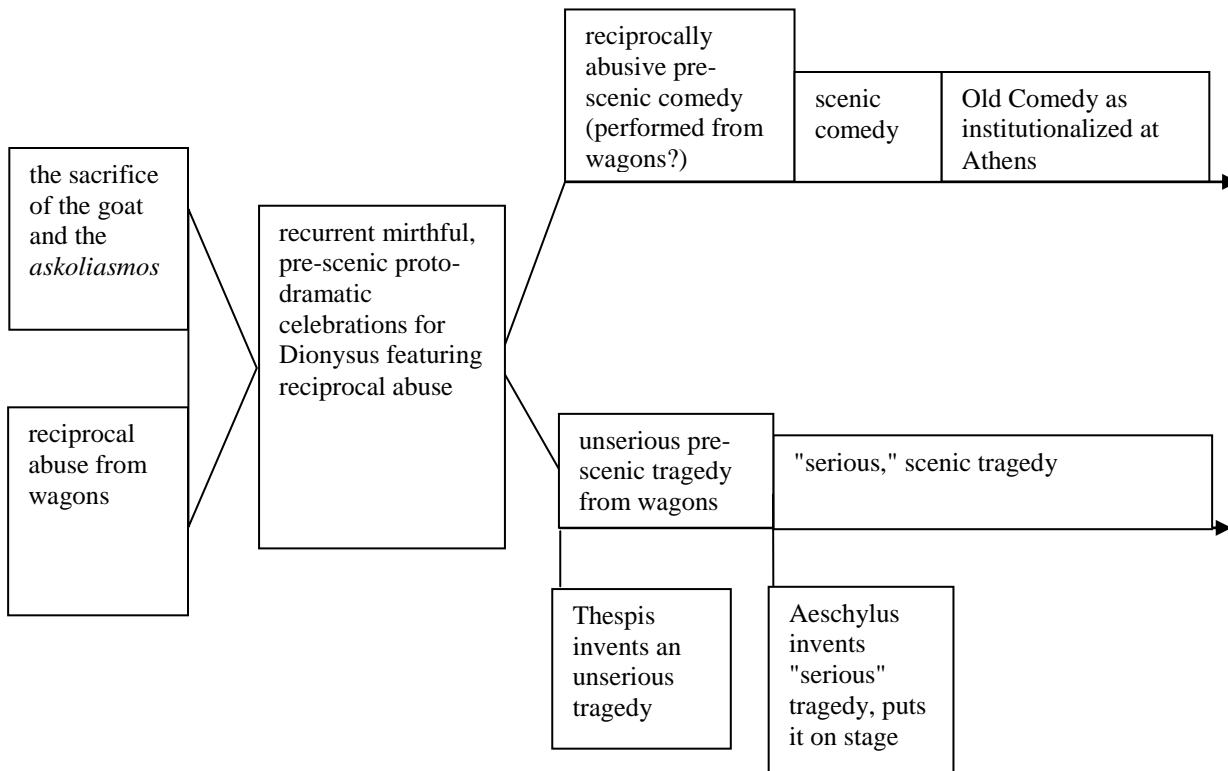 the sacrifice
of the goat
and the
askoliasmos
reciprocal
abuse from
wagons
recurrent mirthful,
pre-scenic proto-
dramatic
celebrations for
Dionysus featuring
reciprocal abuse
reciprocally
abusive pre-
scenic comedy
(performed from
wagons?)
scenic
comedy
Old Comedy as
institutionalized at
Athens
unserious pre-
scenic tragedy
from wagons
"serious," scenic tragedy
Thespis
invents an
unserious
tragedy
Aeschylus
invents
"serious"
tragedy, puts
it on stage